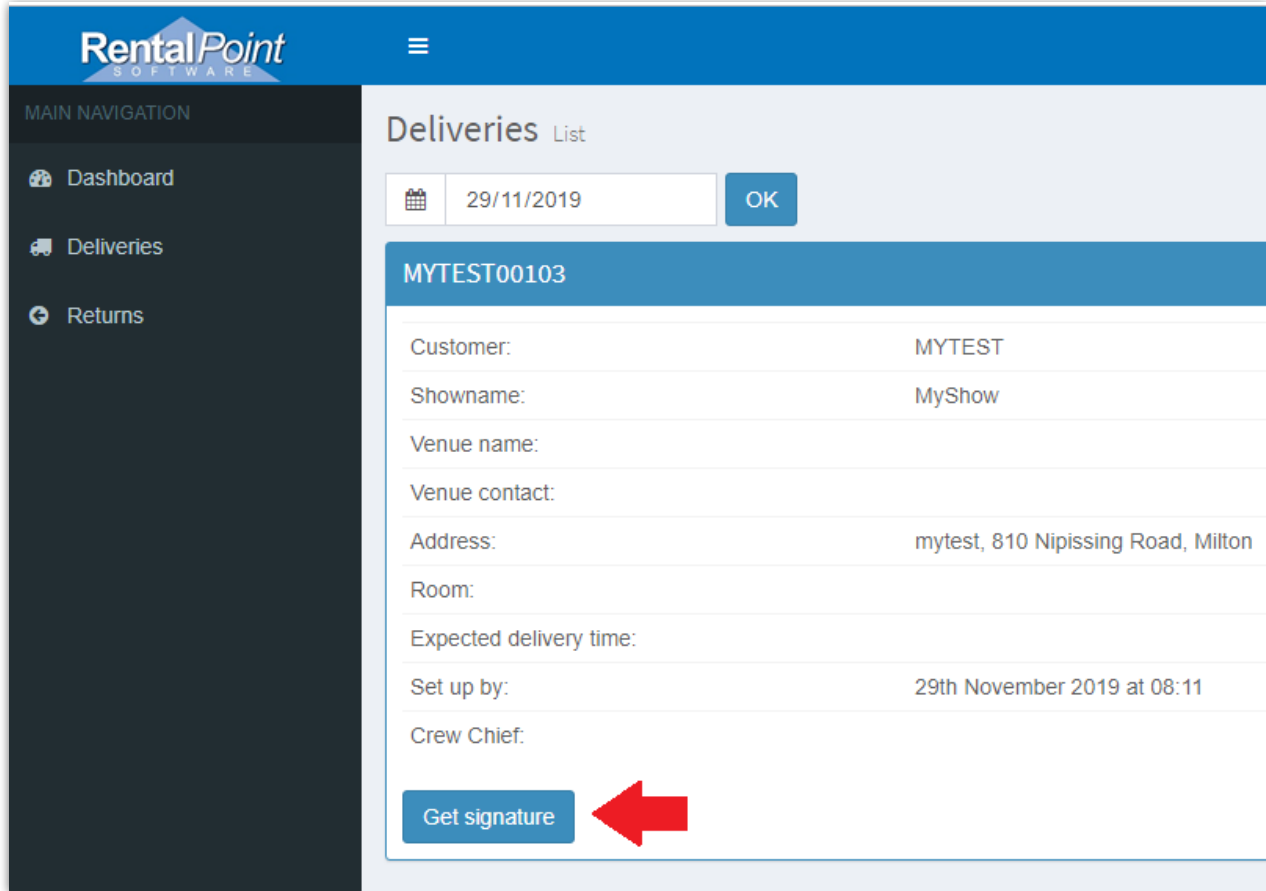 RentalPoint
SOFTWARE
MAIN NAVIGATION
Dashboard
Deliveries
Returns
Deliveries List
29/11/2019 OK
MYTEST00103
Customer: MYTEST
Showname: MyShow
Venue name:
Venue contact:
Address: mytest, 810 Nipissing Road, Milton
Room:
Expected delivery time:
Set up by: 29th November 2019 at 08:11
Crew Chief:
Get signature